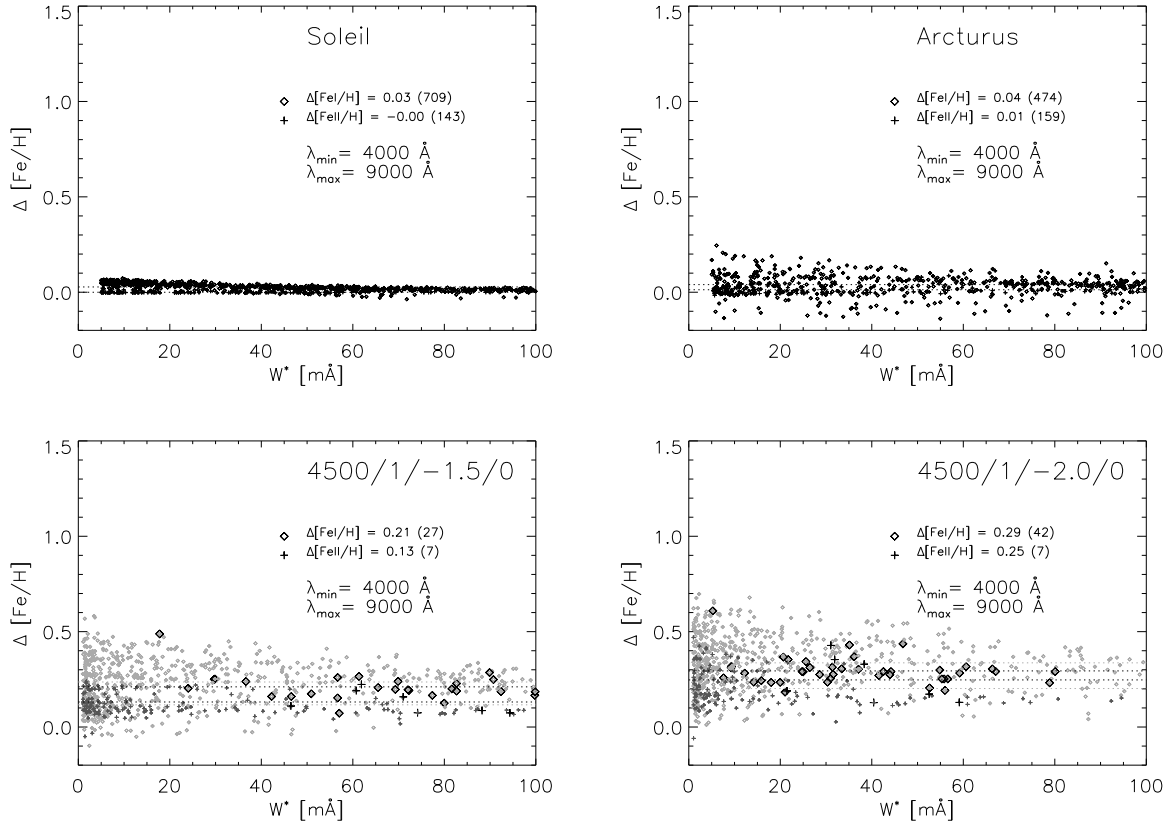 Soleil
Δ[FeI/H] = 0.03 (709)
Δ[FeII/H] = −0.00 (143)
λmin= 4000 Å
λmax= 9000 Å
Δ [Fe/H]
1.5
1.0
0.5
0.0
0 20 40 60 80 100
W* [mÅ]
Arcturus
Δ[FeI/H] = 0.04 (474)
Δ[FeII/H] = 0.01 (159)
λmin= 4000 Å
λmax= 9000 Å
Δ [Fe/H]
1.5
1.0
0.5
0.0
0 20 40 60 80 100
W* [mÅ]
4500/1/−1.5/0
Δ[FeI/H] = 0.21 (27)
Δ[FeII/H] = 0.13 (7)
λmin= 4000 Å
λmax= 9000 Å
Δ [Fe/H]
1.5
1.0
0.5
0.0
0 20 40 60 80 100
W* [mÅ]
4500/1/−2.0/0
Δ[FeI/H] = 0.29 (42)
Δ[FeII/H] = 0.25 (7)
λmin= 4000 Å
λmax= 9000 Å
Δ [Fe/H]
1.5
1.0
0.5
0.0
0 20 40 60 80 100
W* [mÅ]